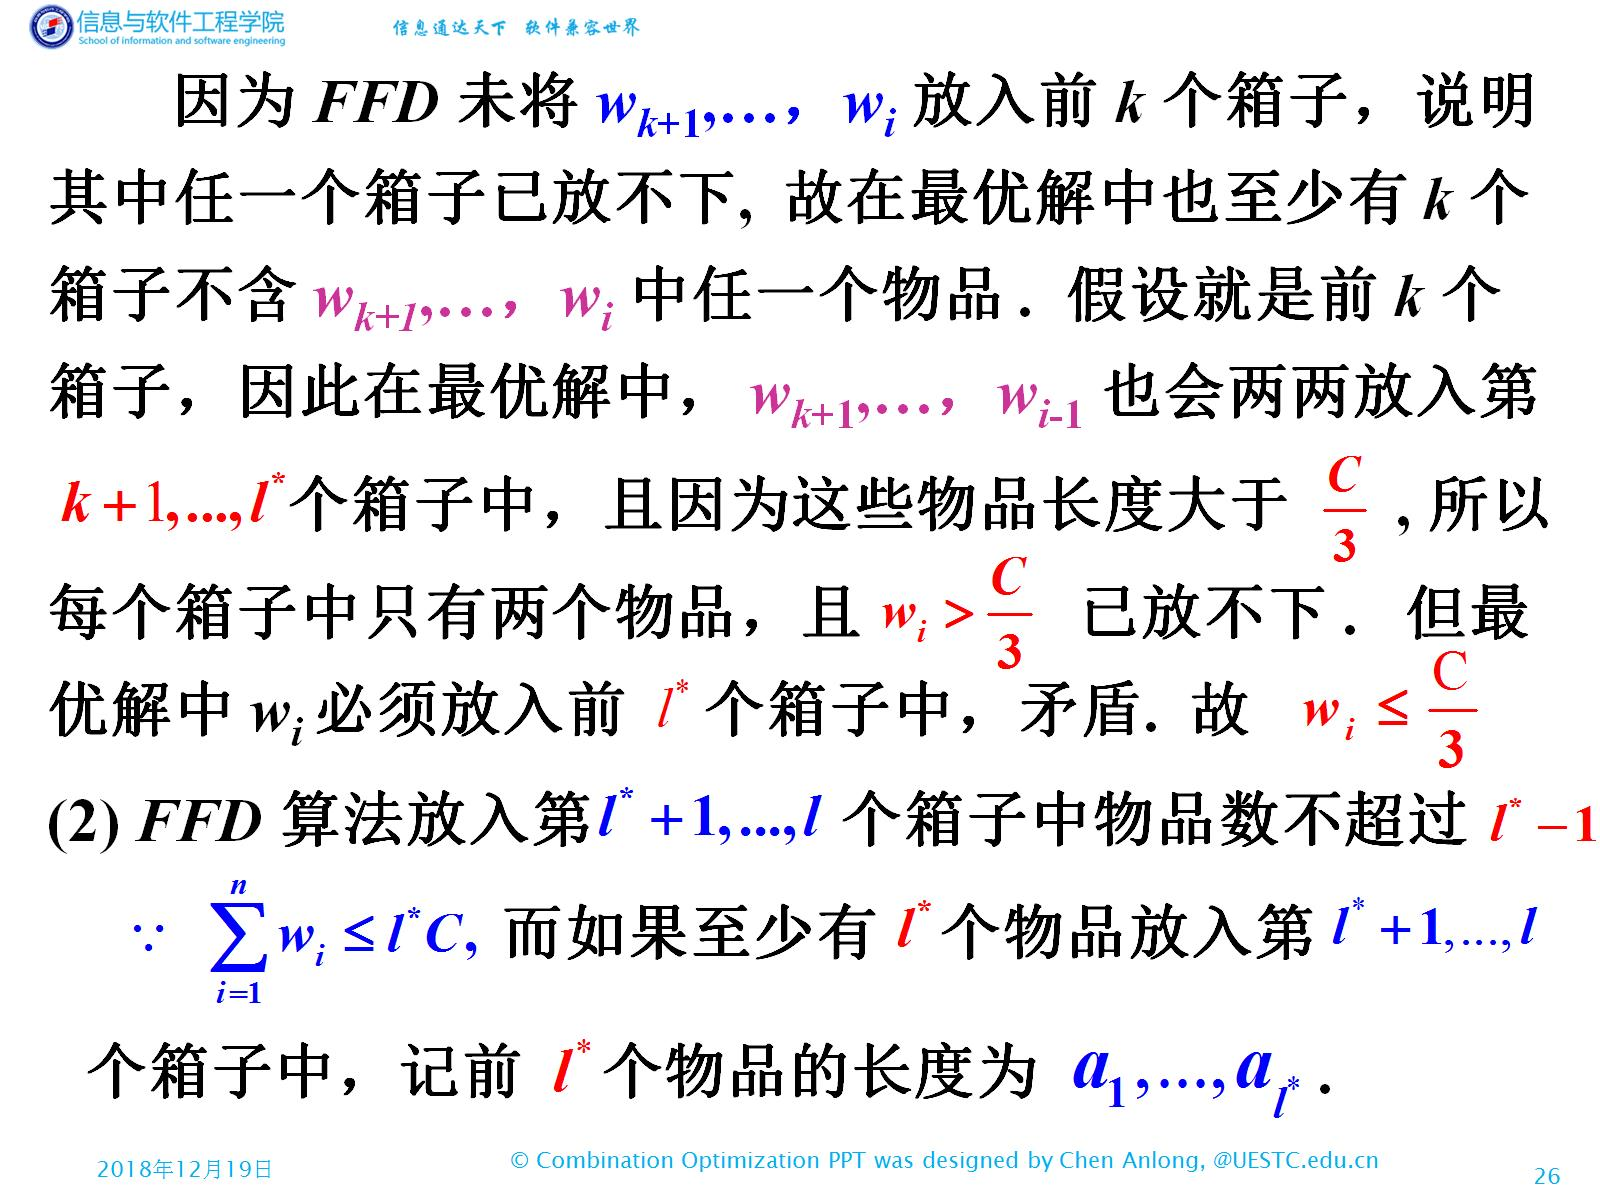 信息与软件工程学院
School of information and software engineering
信息通达天下 软件兼容世界
因为 FFD 未将 wk+1,…，wi 放入前 k 个箱子，说明
其中任一个箱子已放不下, 故在最优解中也至少有 k 个
箱子不含 wk+1,…，wi 中任一个物品 . 假设就是前 k 个
箱子，因此在最优解中， wk+1,…，wi-1 也会两两放入第
k+1,...,l* 个箱子中，且因为这些物品长度大于 C/3 , 所以
每个箱子中只有两个物品，且 wi > C/3 已放不下 . 但最
优解中 wi 必须放入前 l* 个箱子中，矛盾. 故 wi ≤ C/3
(2) FFD 算法放入第 l*+1,...,l 个箱子中物品数不超过 l*−1
∵ ∑ i=1 n wi ≤ l*C, 而如果至少有 l* 个物品放入第 l*+1,...,l
个箱子中，记前 l* 个物品的长度为 a1,...,al* .
2018年12月19日
© Combination Optimization PPT was designed by Chen Anlong, @UESTC.edu.cn
26